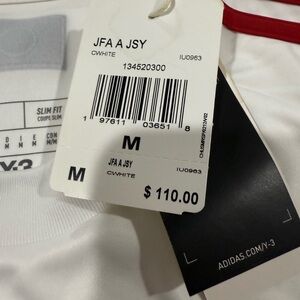 JFA A JSY
CWHITE IU0963
134520300
1 97611 03651 8
M
JFA A JSY
CWHITE IU0963
M $ 110.00
SLIM FIT
COUPE SLIM
D I E
M M M/M
Y-3
ADIDAS.COM/Y-3